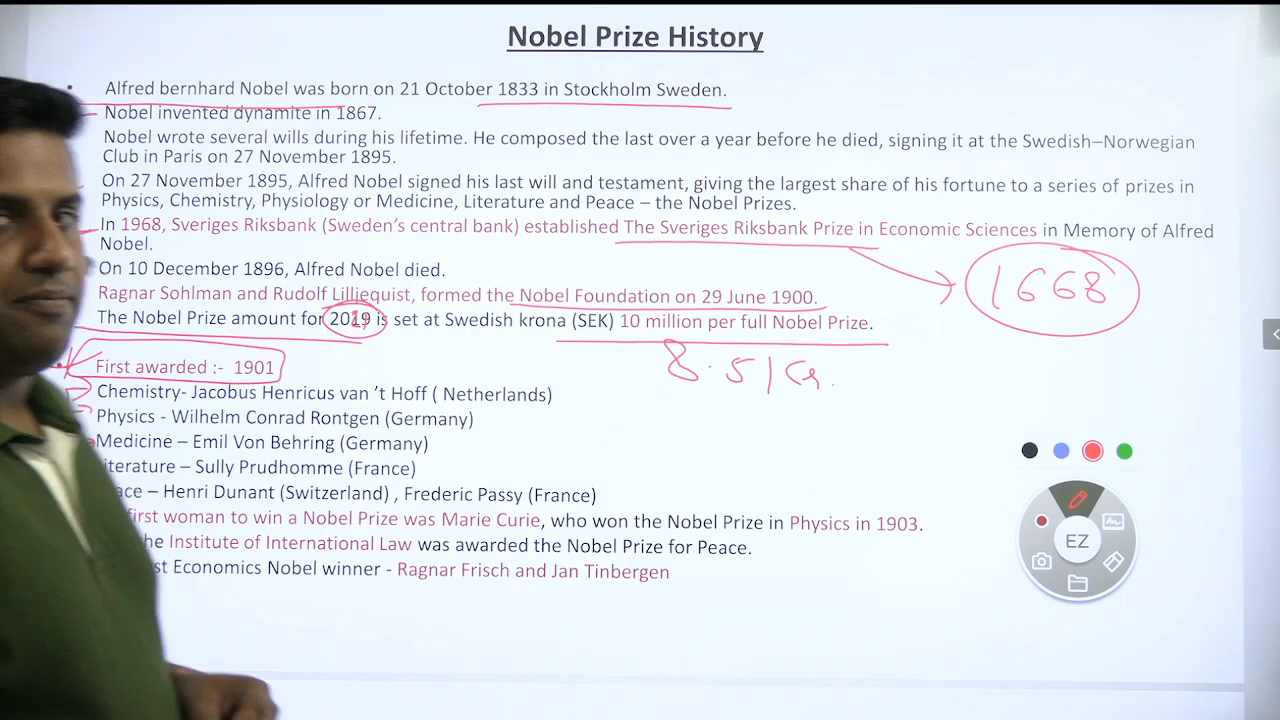 Nobel Prize History
Alfred bernhard Nobel was born on 21 October 1833 in Stockholm Sweden.
Nobel invented dynamite in 1867.
Nobel wrote several wills during his lifetime. He composed the last over a year before he died, signing it at the Swedish–Norwegian
Club in Paris on 27 November 1895.
On 27 November 1895, Alfred Nobel signed his last will and testament, giving the largest share of his fortune to a series of prizes in
Physics, Chemistry, Physiology or Medicine, Literature and Peace – the Nobel Prizes.
In 1968, Sveriges Riksbank (Sweden's central bank) established The Sveriges Riksbank Prize in Economic Sciences in Memory of Alfred
Nobel.
1668
On 10 December 1896, Alfred Nobel died.
Ragnar Sohlman and Rudolf Lilljequist, formed the Nobel Foundation on 29 June 1900.
The Nobel Prize amount for 2019 is set at Swedish krona (SEK) 10 million per full Nobel Prize.
8.5
First awarded :- 1901
Chemistry- Jacobus Henricus van 't Hoff ( Netherlands)
Physics - Wilhelm Conrad Rontgen (Germany)
Medicine – Emil Von Behring (Germany)
iterature – Sully Prudhomme (France)
ace – Henri Dunant (Switzerland) , Frederic Passy (France)
first woman to win a Nobel Prize was Marie Curie, who won the Nobel Prize in Physics in 1903.
he Institute of International Law was awarded the Nobel Prize for Peace.
st Economics Nobel winner - Ragnar Frisch and Jan Tinbergen
EZ